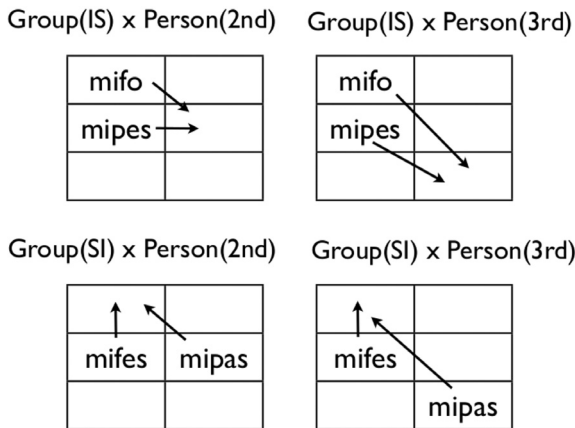 Group(IS) x Person(2nd)
Group(IS) x Person(3rd)
mifo
mipes
mifo
mipes
Group(SI) x Person(2nd)
Group(SI) x Person(3rd)
mifes mipas
mifes
mipas